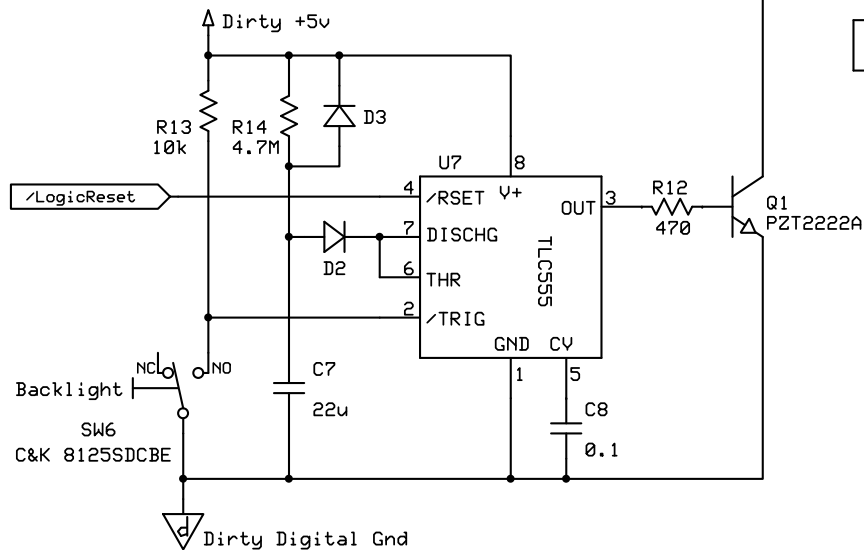 Dirty +5v
R13
10k
R14
4.7M
D3
U7
8
V+
/LogicReset
4
/RSET
7
DISCHG
D2
6
THR
2
/TRIG
OUT
3
TLC555
R12
470
Q1
PZT2222A
GND
CV
1
5
C7
22u
C8
0.1
NC
NO
Backlight
SW6
C&K 8125SDCBE
d
Dirty Digital Gnd